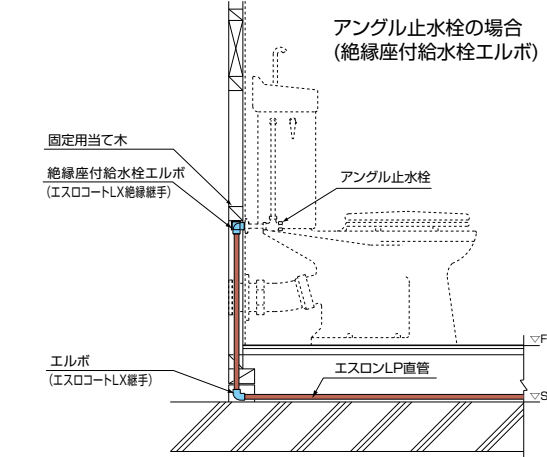 アングル止水栓の場合
(絶縁座付給水栓エルボ)
固定用当て木
絶縁座付給水栓エルボ
(エスロコートLX絶縁継手)
アングル止水栓
▽F
エルボ
(エスロコートLX継手)
エスロンLP直管
▽S